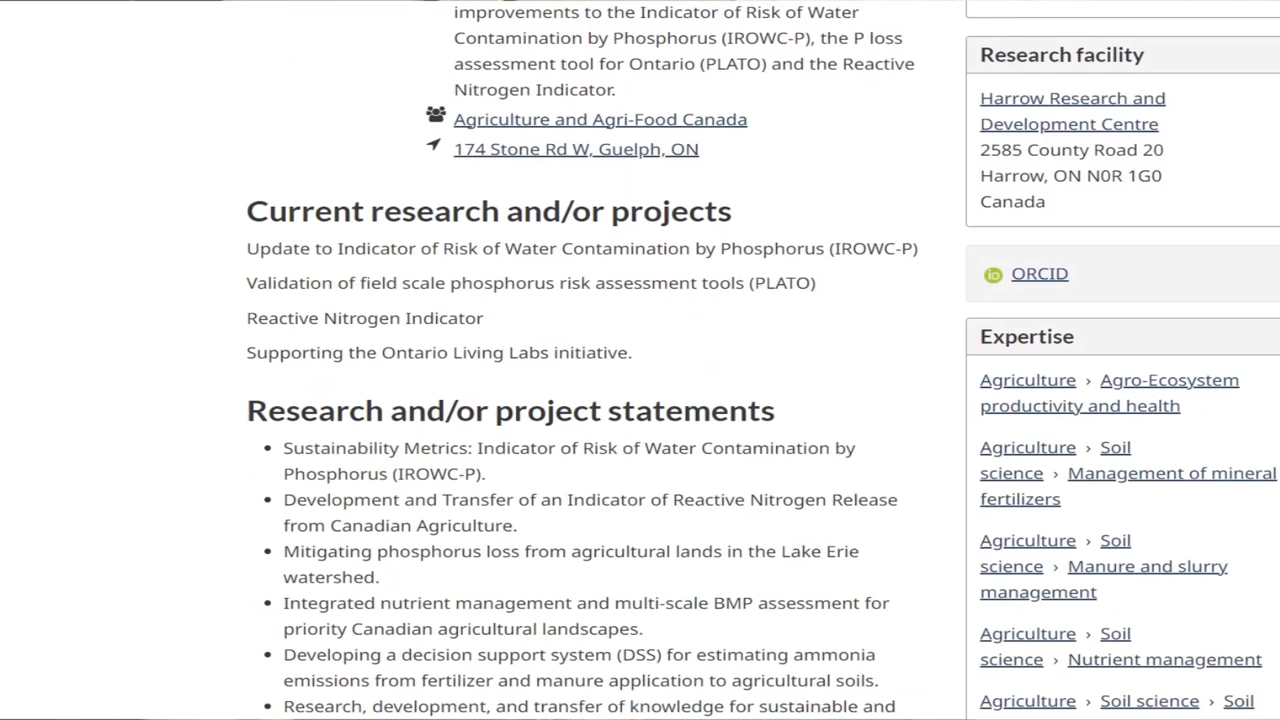 improvements to the Indicator of Risk of Water
Contamination by Phosphorus (IROWC-P), the P loss
assessment tool for Ontario (PLATO) and the Reactive
Nitrogen Indicator.
Agriculture and Agri-Food Canada
174 Stone Rd W, Guelph, ON
Current research and/or projects
Update to Indicator of Risk of Water Contamination by Phosphorus (IROWC-P)
Validation of field scale phosphorus risk assessment tools (PLATO)
Reactive Nitrogen Indicator
Supporting the Ontario Living Labs initiative.
Research and/or project statements
• Sustainability Metrics: Indicator of Risk of Water Contamination by
Phosphorus (IROWC-P).
• Development and Transfer of an Indicator of Reactive Nitrogen Release
from Canadian Agriculture.
• Mitigating phosphorus loss from agricultural lands in the Lake Erie
watershed.
• Integrated nutrient management and multi-scale BMP assessment for
priority Canadian agricultural landscapes.
• Developing a decision support system (DSS) for estimating ammonia
emissions from fertilizer and manure application to agricultural soils.
• Research, development, and transfer of knowledge for sustainable and
Research facility
Harrow Research and
Development Centre
2585 County Road 20
Harrow, ON N0R 1G0
Canada
iD ORCID
Expertise
Agriculture › Agro-Ecosystem
productivity and health
Agriculture › Soil
science › Management of mineral
fertilizers
Agriculture › Soil
science › Manure and slurry
management
Agriculture › Soil
science › Nutrient management
Agriculture › Soil science › Soil